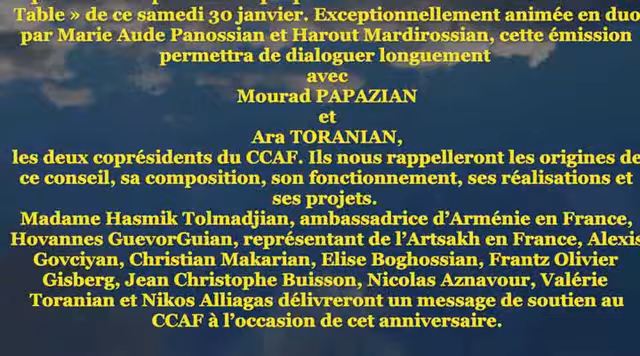 Table » de ce samedi 30 janvier. Exceptionnellement animée en duo
par Marie Aude Panossian et Harout Mardirossian, cette émission
permettra de dialoguer longuement
avec
Mourad PAPAZIAN
et
Ara TORANIAN,
les deux coprésidents du CCAF. Ils nous rappelleront les origines de
ce conseil, sa composition, son fonctionnement, ses réalisations et
ses projets.
Madame Hasmik Tolmadjian, ambassadrice d’Arménie en France,
Hovannes GuevorGuian, représentant de l’Artsakh en France, Alexis
Govciyan, Christian Makarian, Elise Boghossian, Frantz Olivier
Gisberg, Jean Christophe Buisson, Nicolas Aznavour, Valérie
Toranian et Nikos Alliagas délivreront un message de soutien au
CCAF à l’occasion de cet anniversaire.